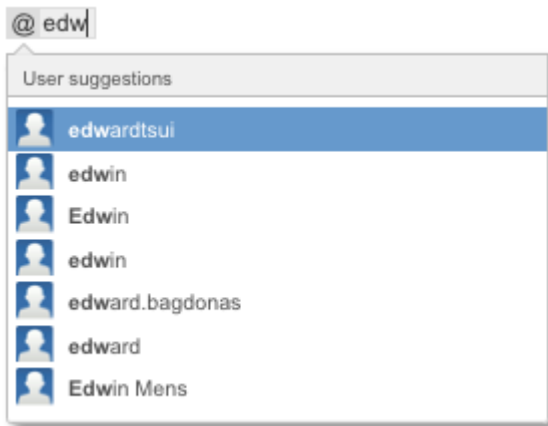 @ edw
User suggestions
edwardtsui
edwin
Edwin
edwin
edward.bagdonas
edward
Edwin Mens